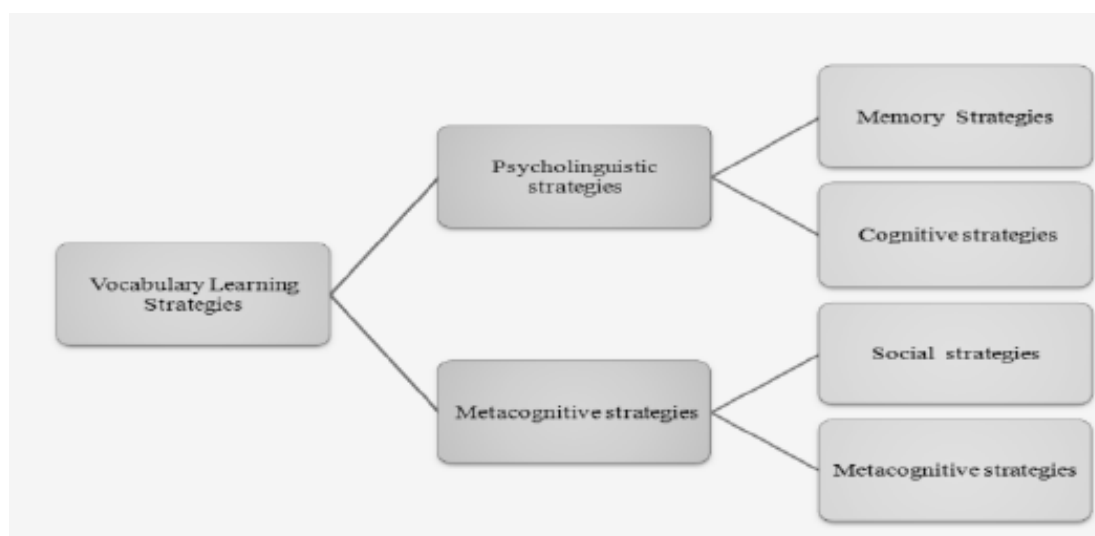 Vocabulary Learning
Strategies
Psycholinguistic
strategies
Metacognitive strategies
Memory Strategies
Cognitive strategies
Social strategies
Metacognitive strategies